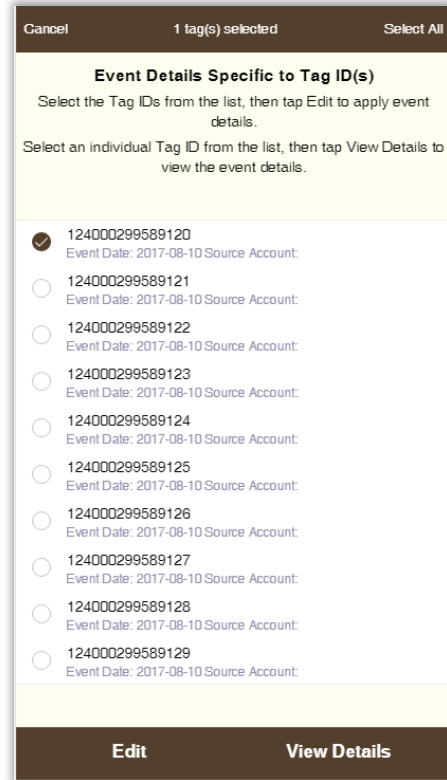 Cancel 1 tag(s) selected Select All
Event Details Specific to Tag ID(s)
Select the Tag IDs from the list, then tap Edit to apply event
details.
Select an individual Tag ID from the list, then tap View Details to
view the event details.
124000299589120
Event Date: 2017-08-10 Source Account:
124000299589121
Event Date: 2017-08-10 Source Account:
124000299589122
Event Date: 2017-08-10 Source Account:
124000299589123
Event Date: 2017-08-10 Source Account:
124000299589124
Event Date: 2017-08-10 Source Account:
124000299589125
Event Date: 2017-08-10 Source Account:
124000299589126
Event Date: 2017-08-10 Source Account:
124000299589127
Event Date: 2017-08-10 Source Account:
124000299589128
Event Date: 2017-08-10 Source Account:
124000299589129
Event Date: 2017-08-10 Source Account:
Edit View Details